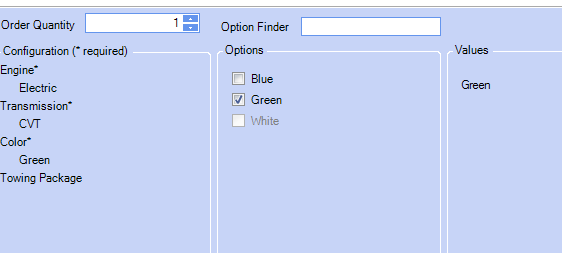 Order Quantity 1 Option Finder
Configuration (* required)
Engine*
Electric
Transmission*
CVT
Color*
Green
Towing Package
Options
Blue
Green
White
Values
Green